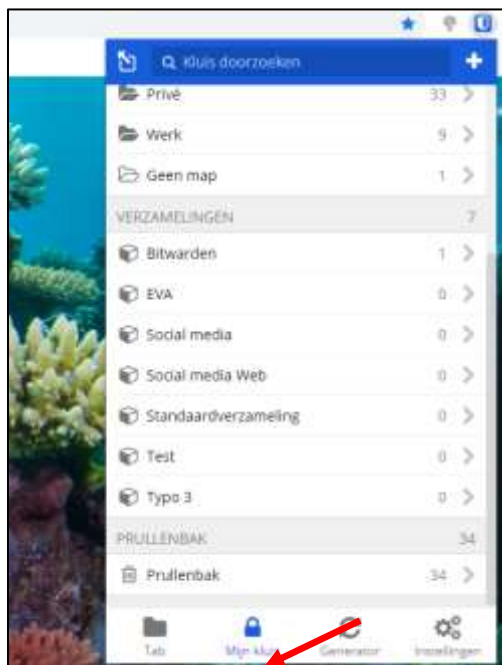 Kluis doorzoeken
Privé 33
Werk 9
Geen map 1
VERZAMELINGEN 7
Bitwarden 1
EVA 0
Social media 0
Social media Web 0
Standaardverzameling 0
Test 0
Typo 3 0
PRULLENBAK 34
Prullenbak 34
Tab Mijn kluis Generator Instellingen